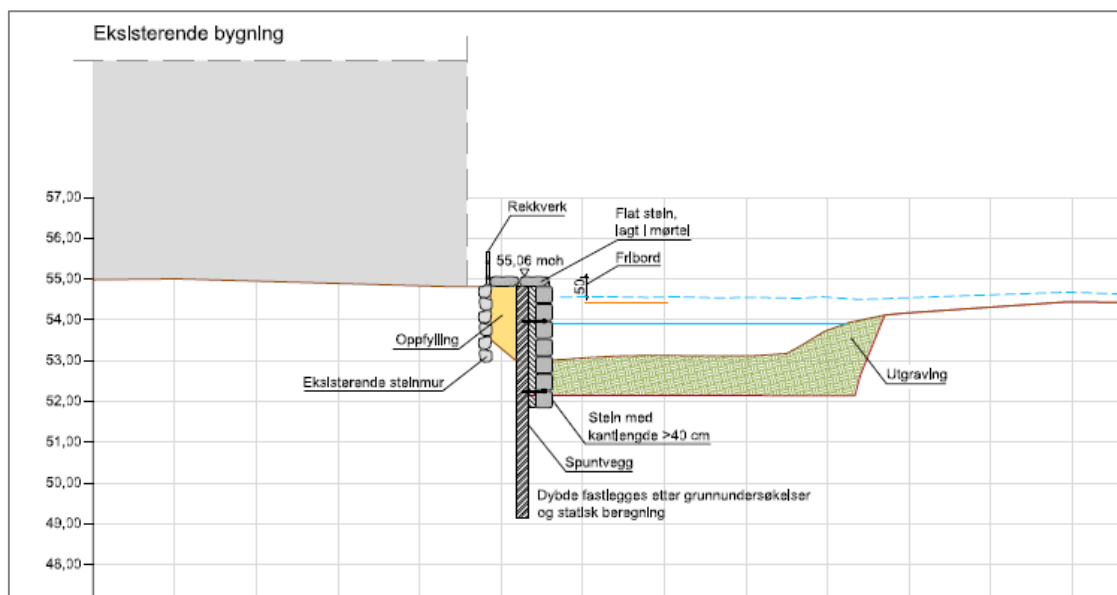 Eksisterende bygning
57,00
56,00
55,00
54,00
53,00
52,00
51,00
50,00
49,00
48,00
Rekkverk
55,06 moh
Flat stein,
lagt i mørtel
Fribord
50
Oppfylling
Eksisterende steinmur
Utgraving
Stein med
kantlengde >40 cm
Spuntvegg
Dybde fastlegges etter grunnundersøkelser
og statisk beregning